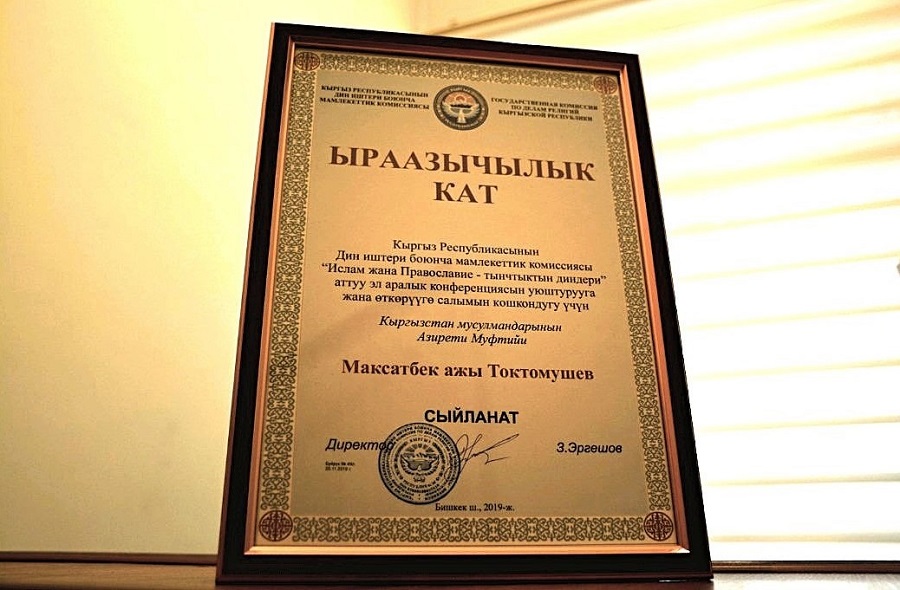 КЫРГЫЗ РЕСПУБЛИКАСЫНЫН
ДИН ИШТЕРИ БОЮНЧА
МАМЛЕКЕТТИК КОМИССИЯСЫ
ГОСУДАРСТВЕННАЯ КОМИССИЯ
ПО ДЕЛАМ РЕЛИГИЙ
КЫРГЫЗСКОЙ РЕСПУБЛИКИ
ЫРААЗЫЧЫЛЫК
КАТ
Кыргыз Республикасынын
Дин иштери боюнча мамлекеттик комиссиясы
“Ислам жана Православие - тынчтыктын диндери”
аттуу эл аралык конференциясын уюштурууга
жана өткөрүүгө салымын кошкондугу үчүн
Кыргызстан мусулмандарынын
Азирети Муфтийи
Максатбек ажы Токтомушев
СЫЙЛАНАТ
Директор
З.Эргешов
Бишкек ш., 2019-ж.